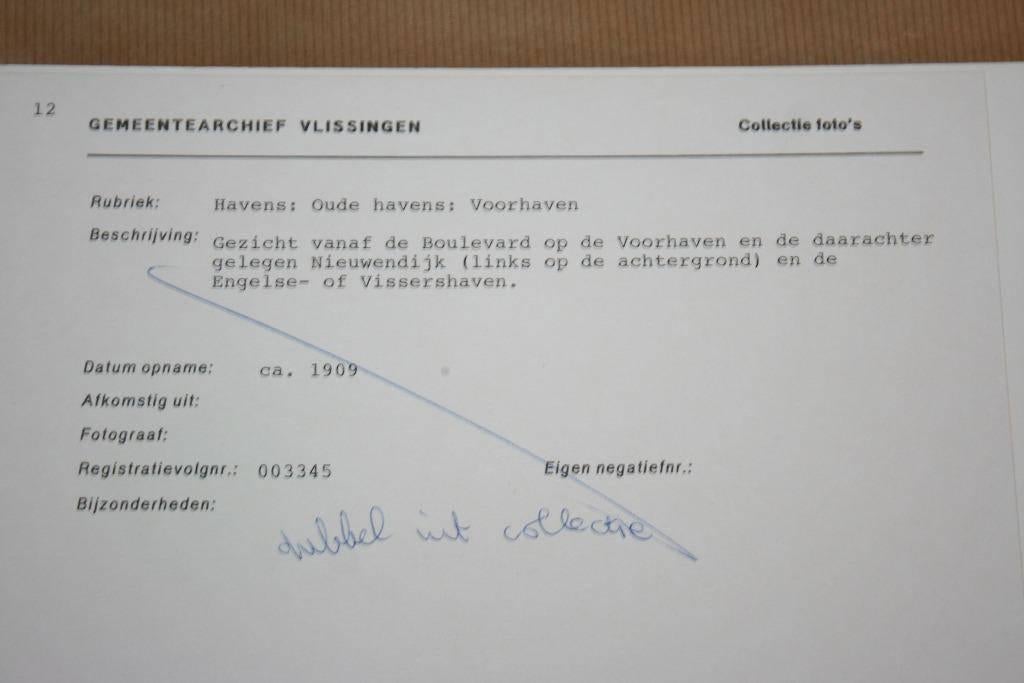 12
GEMEENTEARCHIEF VLISSINGEN Collectie foto's
Rubriek: Havens: Oude havens: Voorhaven
Beschrijving: Gezicht vanaf de Boulevard op de Voorhaven en de daarachter
gelegen Nieuwendijk (links op de achtergrond) en de
Engelse- of Vissershaven.
Datum opname: ca. 1909
Afkomstig uit:
Fotograaf:
Registratievolgnr.: 003345 Eigen negatiefnr.:
Bijzonderheden:
dubbel uit collectie